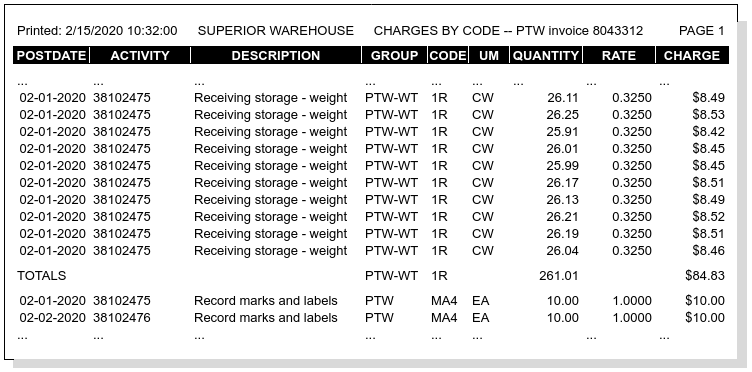 Printed: 2/15/2020 10:32:00 SUPERIOR WAREHOUSE CHARGES BY CODE -- PTW invoice 8043312 PAGE 1
POSTDATE ACTIVITY DESCRIPTION GROUP CODE UM QUANTITY RATE CHARGE
... ... ... ... ... ... ... ... ...
02-01-2020 38102475 Receiving storage - weight PTW-WT 1R CW 26.11 0.3250 $8.49
02-01-2020 38102475 Receiving storage - weight PTW-WT 1R CW 26.25 0.3250 $8.53
02-01-2020 38102475 Receiving storage - weight PTW-WT 1R CW 25.91 0.3250 $8.42
02-01-2020 38102475 Receiving storage - weight PTW-WT 1R CW 26.01 0.3250 $8.45
02-01-2020 38102475 Receiving storage - weight PTW-WT 1R CW 25.99 0.3250 $8.45
02-01-2020 38102475 Receiving storage - weight PTW-WT 1R CW 26.17 0.3250 $8.51
02-01-2020 38102475 Receiving storage - weight PTW-WT 1R CW 26.13 0.3250 $8.49
02-01-2020 38102475 Receiving storage - weight PTW-WT 1R CW 26.21 0.3250 $8.52
02-01-2020 38102475 Receiving storage - weight PTW-WT 1R CW 26.19 0.3250 $8.51
02-01-2020 38102475 Receiving storage - weight PTW-WT 1R CW 26.04 0.3250 $8.46
TOTALS PTW-WT 1R 261.01 $84.83
02-01-2020 38102475 Record marks and labels PTW MA4 EA 10.00 1.0000 $10.00
02-02-2020 38102476 Record marks and labels PTW MA4 EA 10.00 1.0000 $10.00
... ... ... ... ... ... ... ...